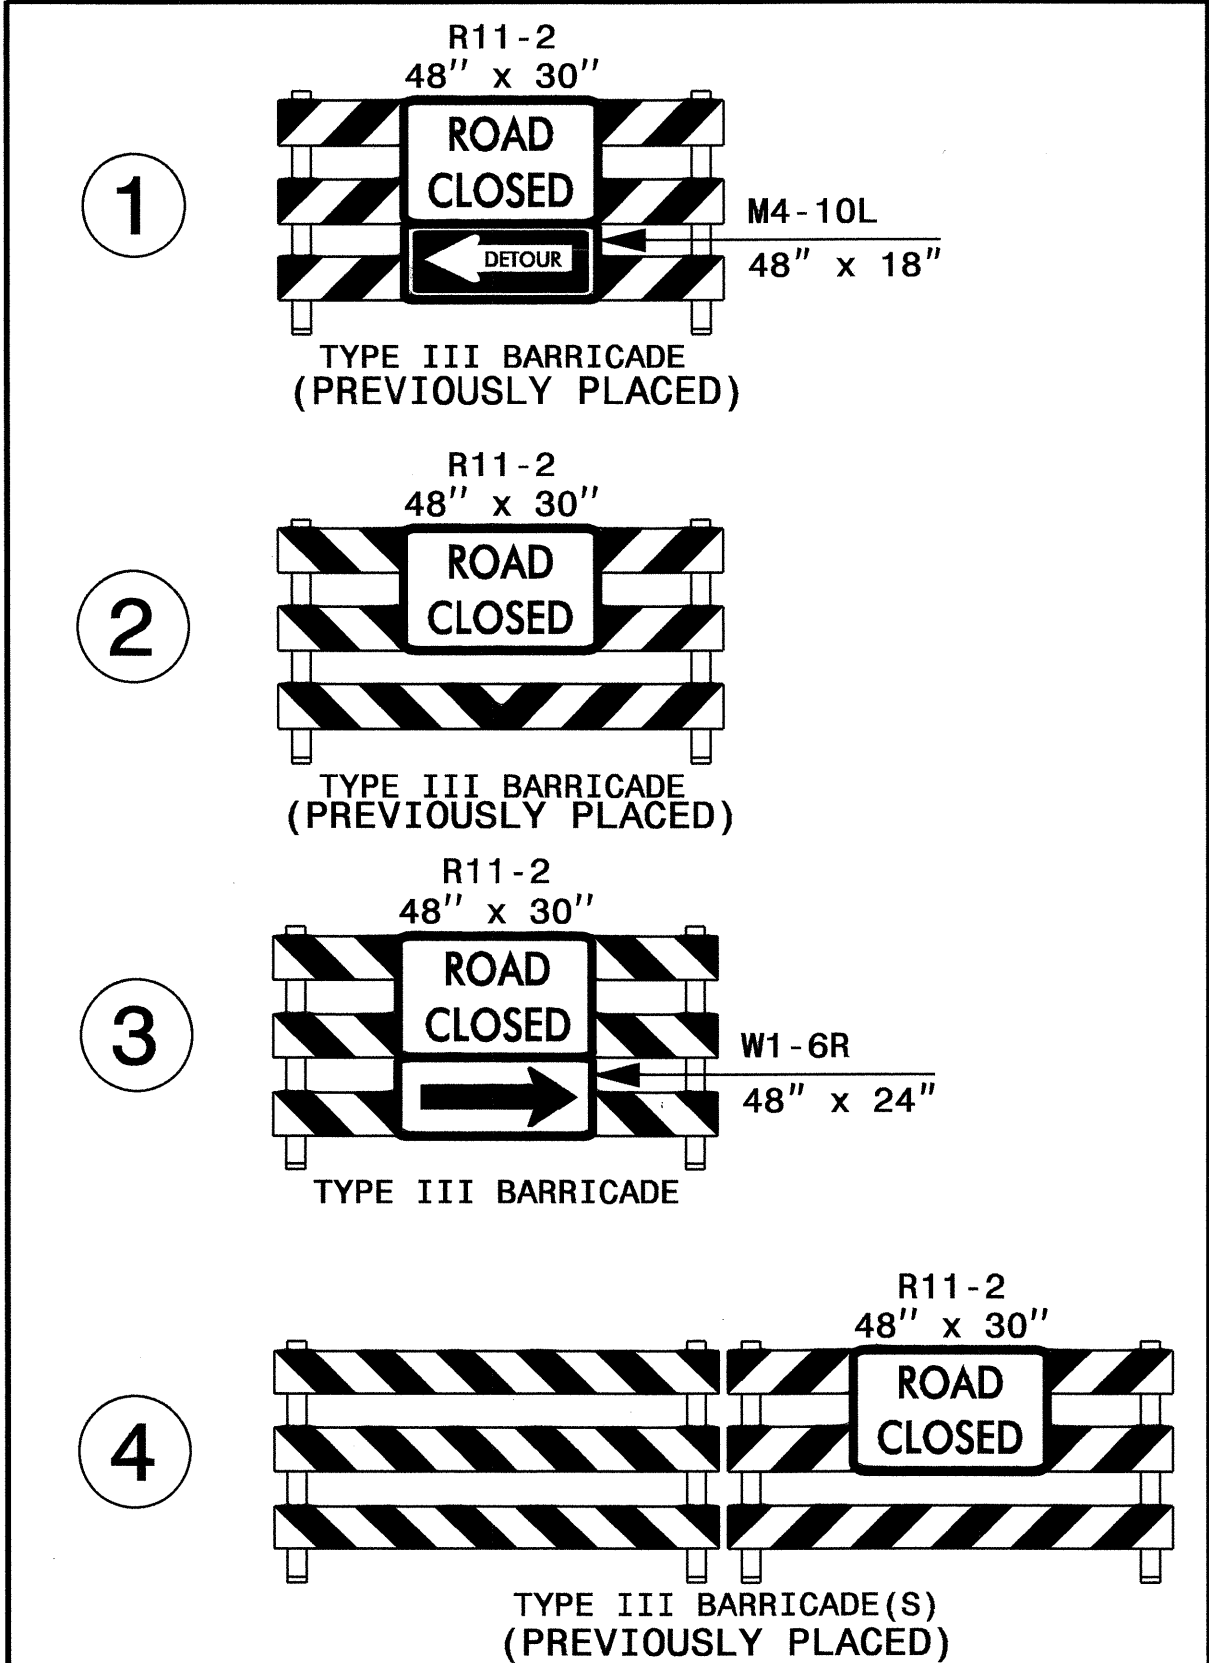 R11-2
48" x 30"
1
ROAD
CLOSED
DETOUR
M4-10L
48" x 18"
TYPE III BARRICADE
(PREVIOUSLY PLACED)
R11-2
48" x 30"
2
ROAD
CLOSED
TYPE III BARRICADE
(PREVIOUSLY PLACED)
R11-2
48" x 30"
3
ROAD
CLOSED
W1-6R
48" x 24"
TYPE III BARRICADE
R11-2
48" x 30"
4
ROAD
CLOSED
TYPE III BARRICADE(S)
(PREVIOUSLY PLACED)